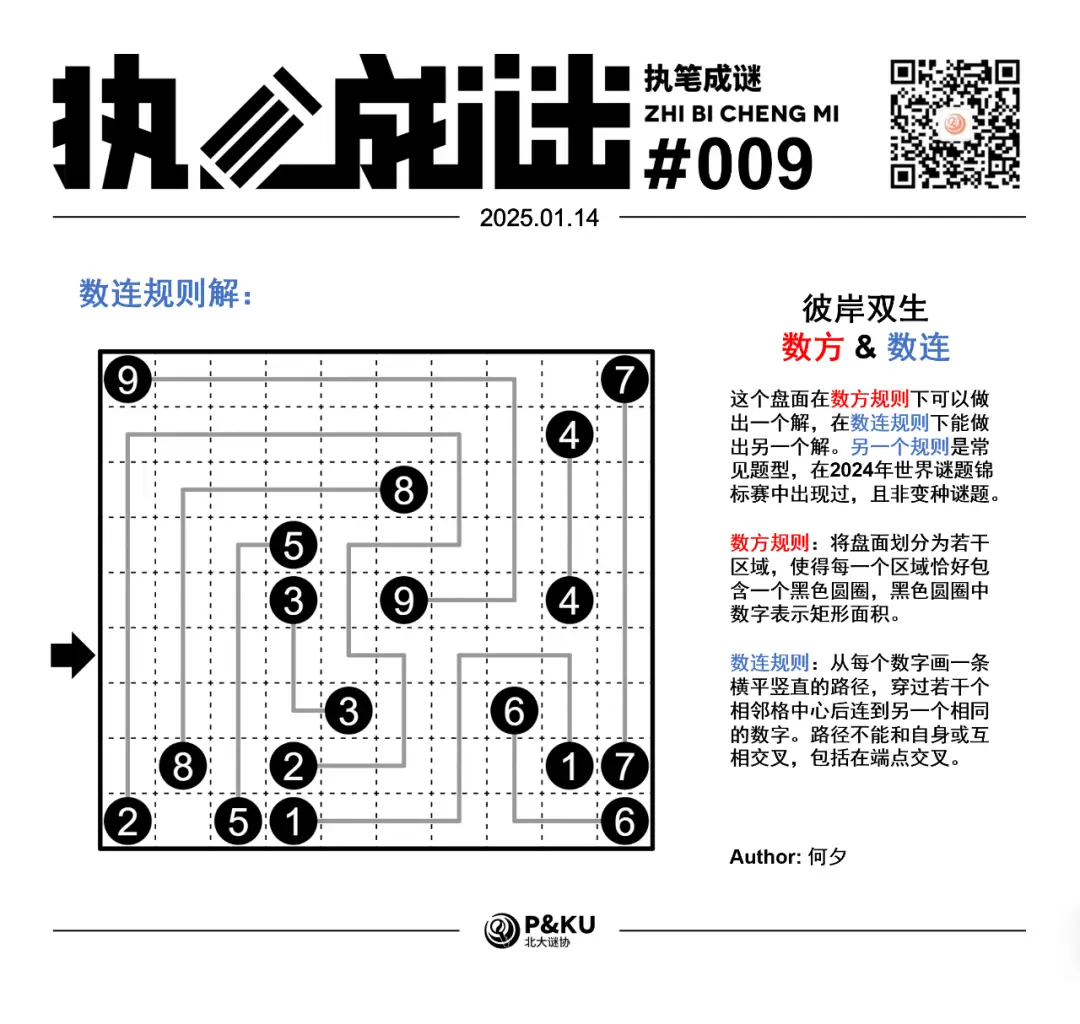 执笔成谜
执笔成谜
ZHI BI CHENG MI
#009
2025.01.14
数连规则解：
9 7
4
8
5
3 9 4
3 6
8 2 1 7
2 5 1 6
彼岸双生
数方 & 数连
这个盘面在数方规则下可以做
出一个解，在数连规则下能做
出另一个解。另一个规则是常
见题型，在2024年世界谜题锦
标赛中出现过，且非变种谜题。
数方规则：将盘面划分为若干
区域，使得每一个区域恰好包
含一个黑色圆圈，黑色圆圈中
数字表示矩形面积。
数连规则：从每个数字画一条
横平竖直的路径，穿过若干个
相邻格中心后连到另一个相同
的数字。路径不能和自身或互
相交叉，包括在端点交叉。
Author: 何夕
P&KU
北大谜协